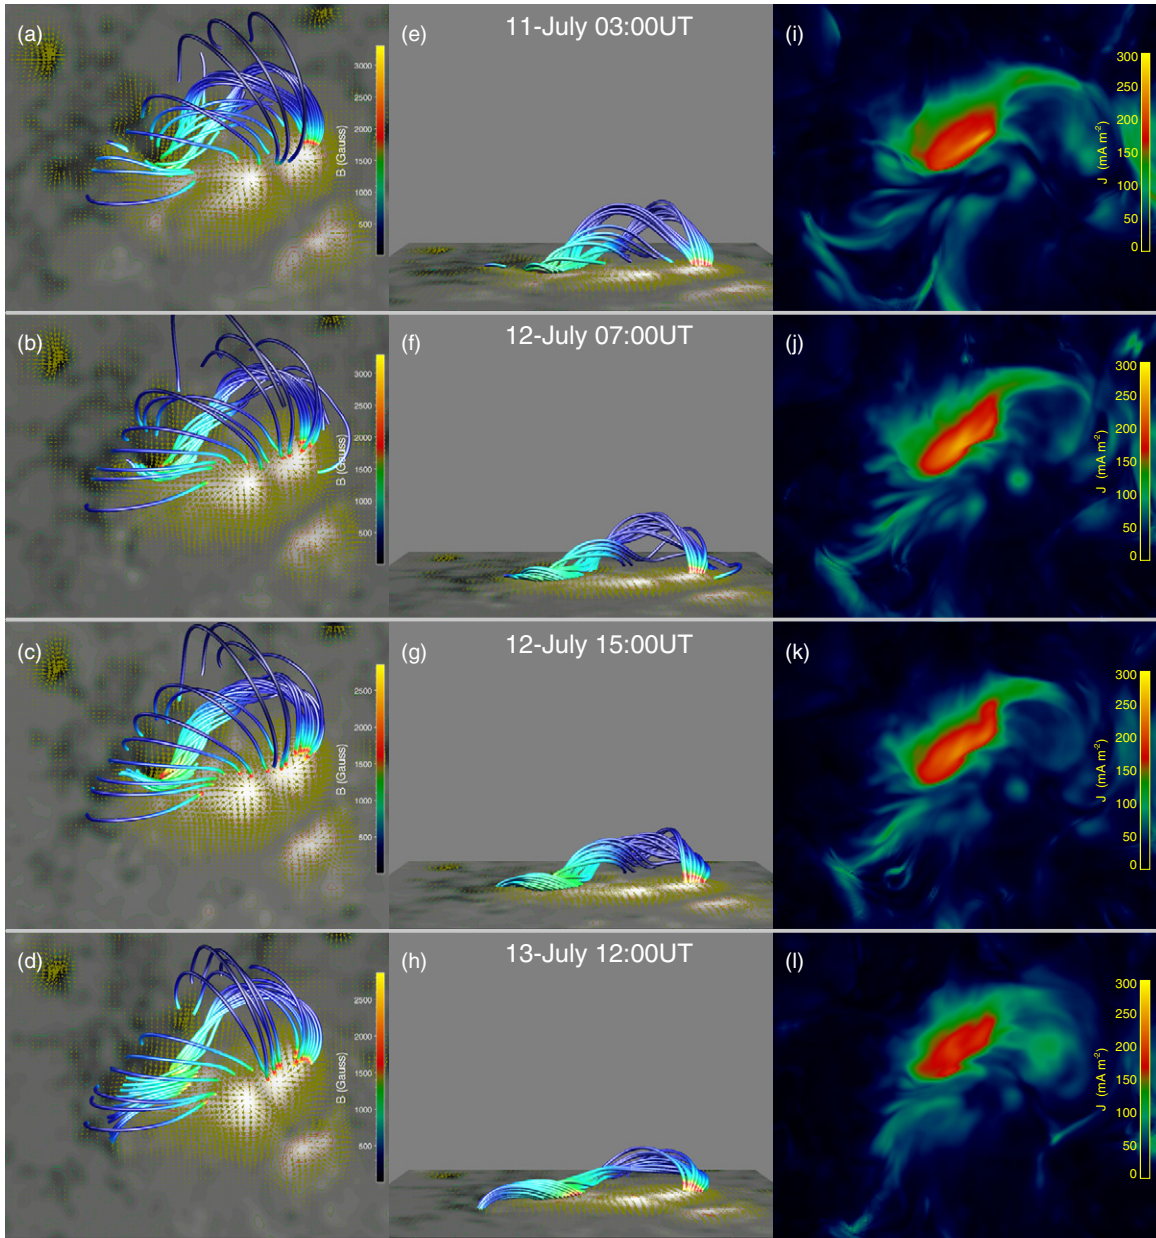 (a)
3000
2500
2000
1500
1000
500
B [Gauss]
(e)
11-July 03:00UT
(i)
300
250
200
150
100
50
0
J (mA m-2)
(b)
3000
2500
2000
1500
1000
500
B [Gauss]
(f)
12-July 07:00UT
(j)
300
250
200
150
100
50
0
J (mA m-2)
(c)
2500
2000
1500
1000
500
B [Gauss]
(g)
12-July 15:00UT
(k)
300
250
200
150
100
50
0
J (mA m-2)
(d)
2500
2000
1500
1000
500
B [Gauss]
(h)
13-July 12:00UT
(l)
300
250
200
150
100
50
0
J (mA m-2)